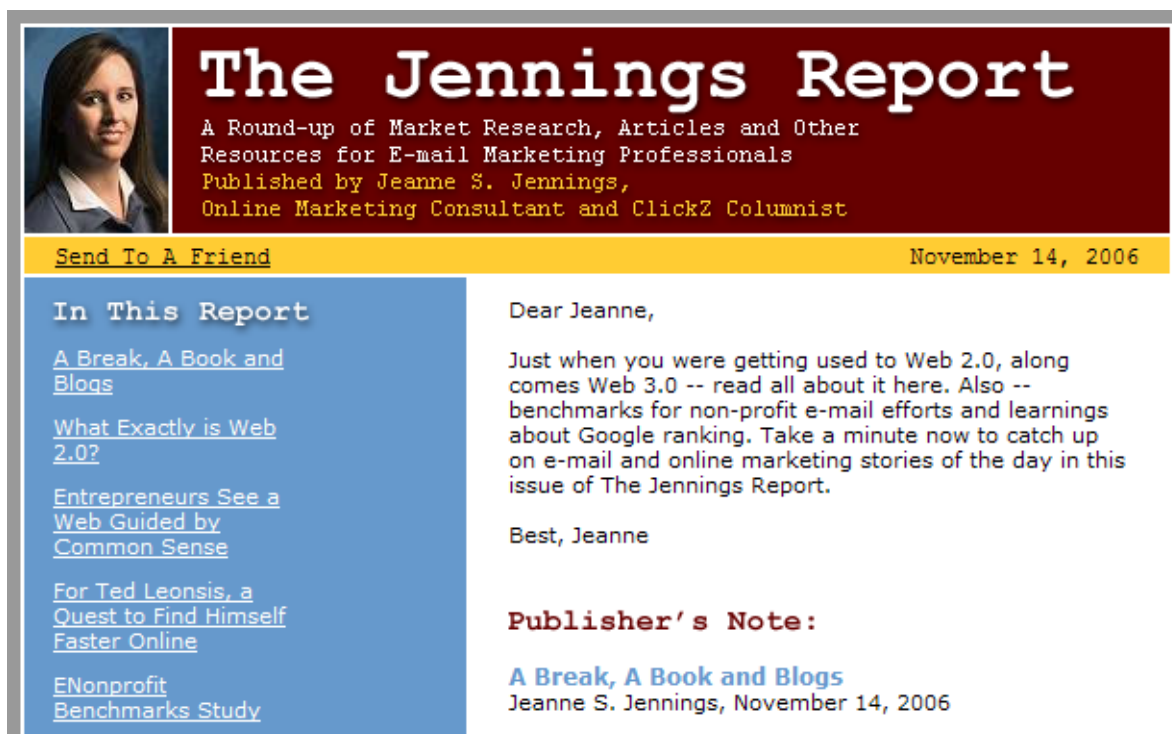 The Jennings Report
A Round-up of Market Research, Articles and Other
Resources for E-mail Marketing Professionals
Published by Jeanne S. Jennings,
Online Marketing Consultant and ClickZ Columnist
Send To A Friend
November 14, 2006
In This Report
A Break, A Book and
Blogs
What Exactly is Web
2.0?
Entrepreneurs See a
Web Guided by
Common Sense
For Ted Leonsis, a
Quest to Find Himself
Faster Online
ENonprofit
Benchmarks Study
Dear Jeanne,
Just when you were getting used to Web 2.0, along
comes Web 3.0 -- read all about it here. Also --
benchmarks for non-profit e-mail efforts and learnings
about Google ranking. Take a minute now to catch up
on e-mail and online marketing stories of the day in this
issue of The Jennings Report.
Best, Jeanne
Publisher's Note:
A Break, A Book and Blogs
Jeanne S. Jennings, November 14, 2006